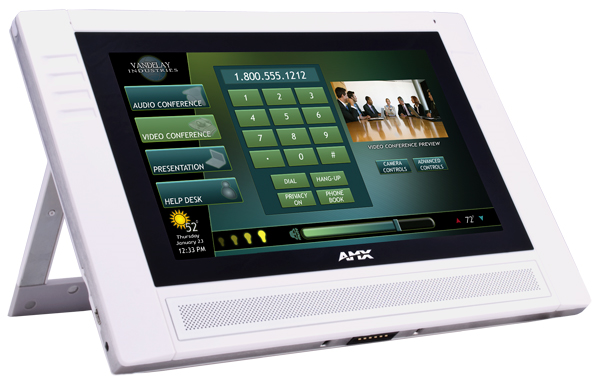 VANDELAY
INDUSTRIES
AUDIO CONFERENCE
VIDEO CONFERENCE
PRESENTATION
HELP DESK
52°
Thursday
January 23
12:33 PM
1.800.555.1212
1 2 3
4 5 6
7 8 9
. 0 #
DIAL HANG-UP
PRIVACY ON
PHONE BOOK
VIDEO CONFERENCE PREVIEW
CAMERA CONTROLS
ADVANCED CONTROLS
72°
AMX